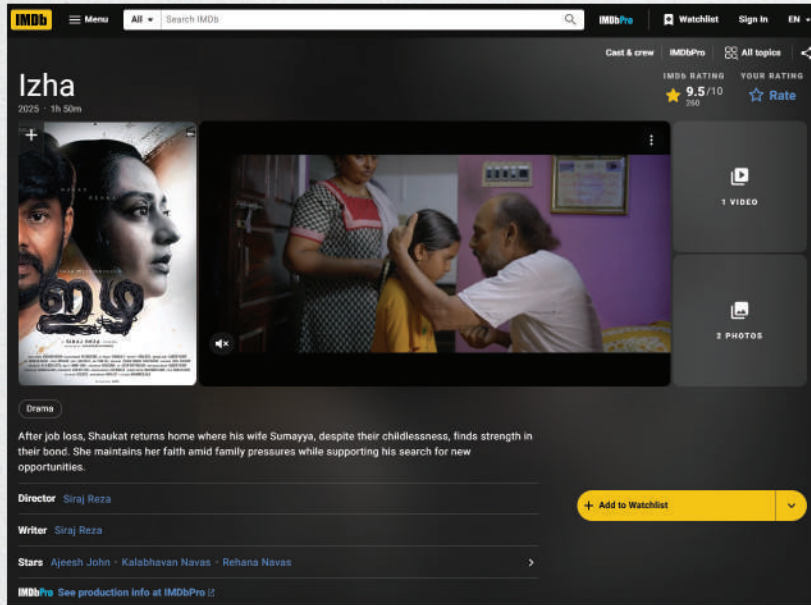 IMDb Menu All Search IMDb IMDbPro Watchlist Sign In EN
Cast & crew IMDbPro All topics
Izha
2025 · 1h 50m
IMDb RATING YOUR RATING
9.5/10 Rate
260
NAVAS
REHNA
ഇഴ
SIRAJ REZA
1 VIDEO
2 PHOTOS
Drama
After job loss, Shaukat returns home where his wife Sumayya, despite their childlessness, finds strength in
their bond. She maintains her faith amid family pressures while supporting his search for new
opportunities.
Add to Watchlist
Director Siraj Reza
Writer Siraj Reza
Stars Ajeesh John · Kalabhavan Navas · Rehana Navas
IMDbPro See production info at IMDbPro